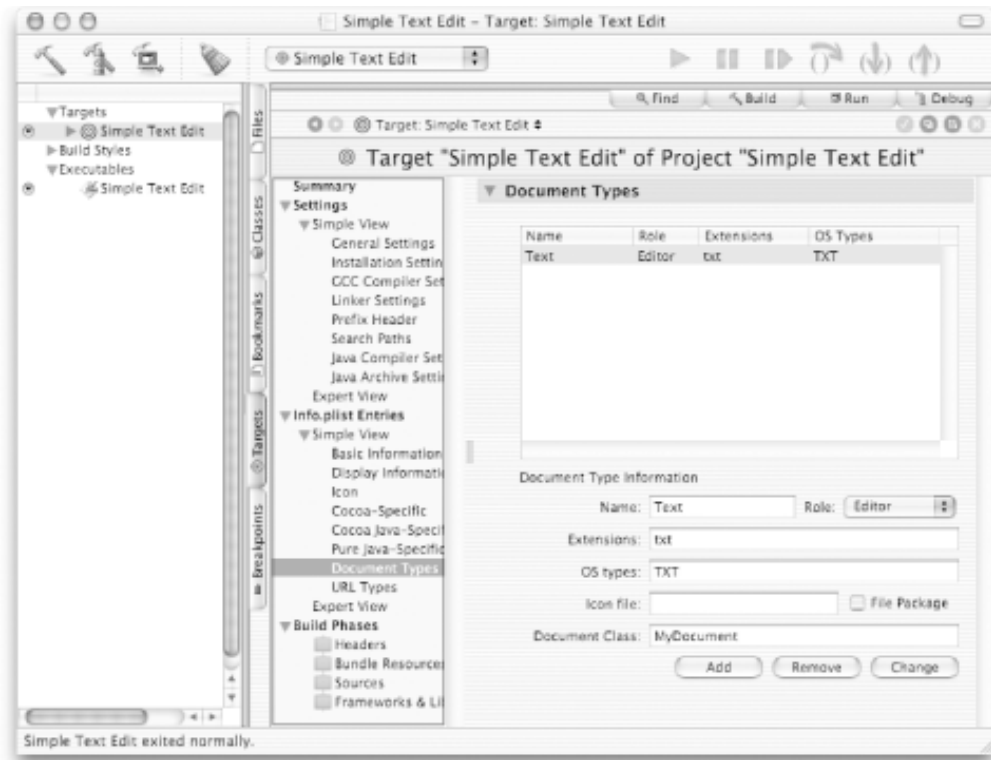 Simple Text Edit – Target: Simple Text Edit
Simple Text Edit
Find
Build
Run
Debug
Targets
Simple Text Edit
Build Styles
Executables
Simple Text Edit
Files
Classes
Bookmarks
Targets
Breakpoints
Target: Simple Text Edit
Target "Simple Text Edit" of Project "Simple Text Edit"
Summary
Settings
Simple View
General Settings
Installation Settin
GCC Compiler Set
Linker Settings
Prefix Header
Search Paths
Java Compiler Set
Java Archive Settin
Expert View
Info.plist Entries
Simple View
Basic Information
Display Informati
Icon
Cocoa-Specific
Cocoa Java-Specif
Pure Java-Specific
Document Types
URL Types
Expert View
Build Phases
Headers
Bundle Resources
Sources
Frameworks & Li
Document Types
Name Role Extensions OS Types
Text Editor txt TXT
Document Type Information
Name: Text Role: Editor
Extensions: txt
OS types: TXT
Icon file: File Package
Document Class: MyDocument
Add Remove Change
Simple Text Edit exited normally.